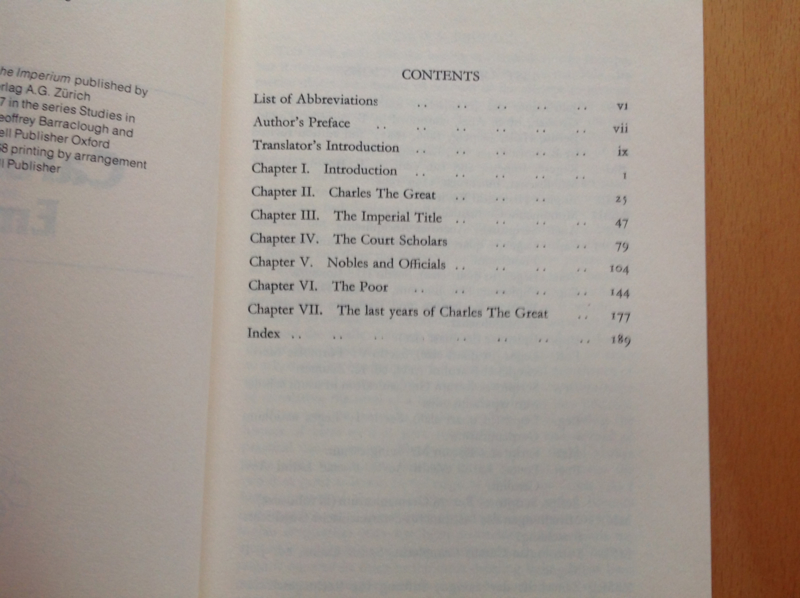 he Imperium published by
rlag A.G. Zürich
7 in the series Studies in
eoffrey Barraclough and
ell Publisher Oxford
8 printing by arrangement
ll Publisher
CONTENTS
List of Abbreviations .. .. .. .. .. vi
Author's Preface .. .. .. .. .. .. vii
Translator's Introduction .. .. .. .. .. ix
Chapter I. Introduction .. .. .. .. .. 1
Chapter II. Charles The Great .. .. .. 25
Chapter III. The Imperial Title .. .. .. .. 47
Chapter IV. The Court Scholars .. .. .. 79
Chapter V. Nobles and Officials .. .. .. .. 104
Chapter VI. The Poor .. .. .. .. .. 144
Chapter VII. The last years of Charles The Great .. 177
Index .. .. .. .. .. .. .. .. 189